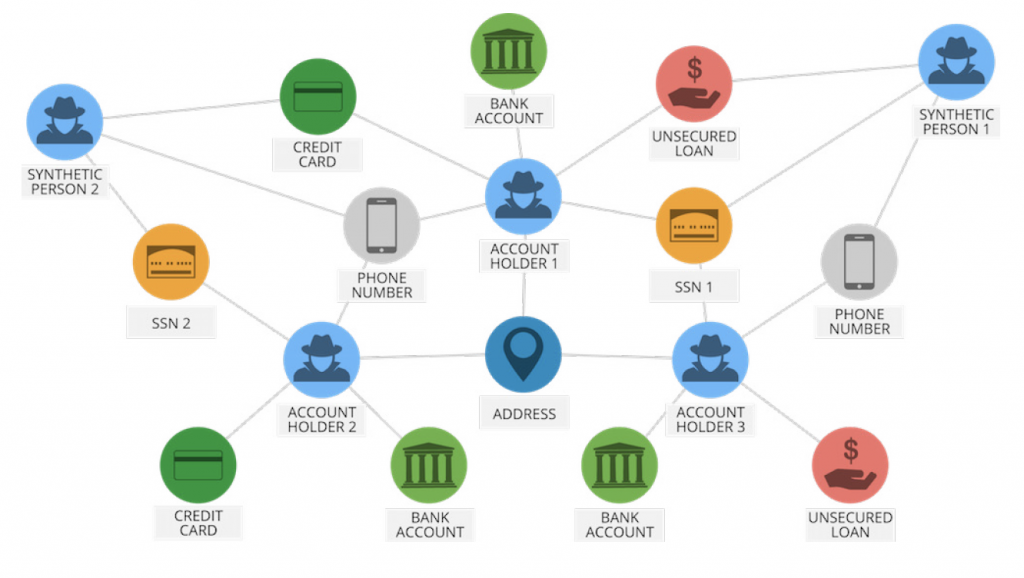 BANK
ACCOUNT
SYNTHETIC
PERSON 1
UNSECURED
LOAN
CREDIT
CARD
SYNTHETIC
PERSON 2
ACCOUNT
HOLDER 1
PHONE
NUMBER
SSN 1
SSN 2
PHONE
NUMBER
ACCOUNT
HOLDER 2
ADDRESS
ACCOUNT
HOLDER 3
CREDIT
CARD
BANK
ACCOUNT
BANK
ACCOUNT
UNSECURED
LOAN